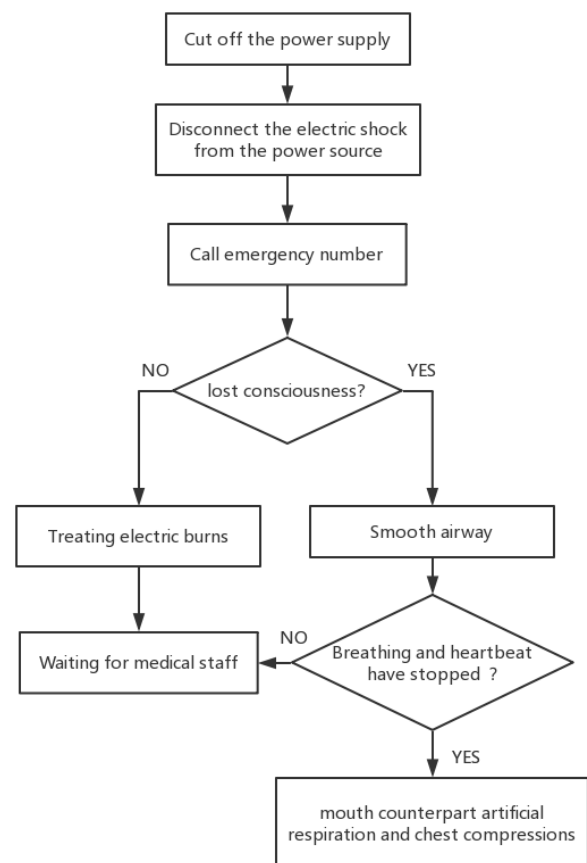 Cut off the power supply
Disconnect the electric shock
from the power source
Call emergency number
NO
YES
lost consciousness?
Treating electric burns
Smooth airway
NO
Breathing and heartbeat
have stopped ?
Waiting for medical staff
YES
mouth counterpart artificial
respiration and chest compressions